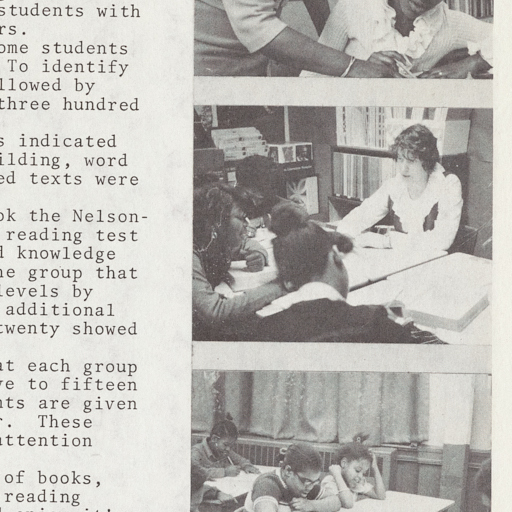 students with
rs.
ome students
To identify
llowed by
three hundred
s indicated
ilding, word
ed texts were
ok the Nelson-
reading test
d knowledge
he group that
levels by
additional
twenty showed
at each group
ve to fifteen
nts are given
r. These
attention
of books,
reading